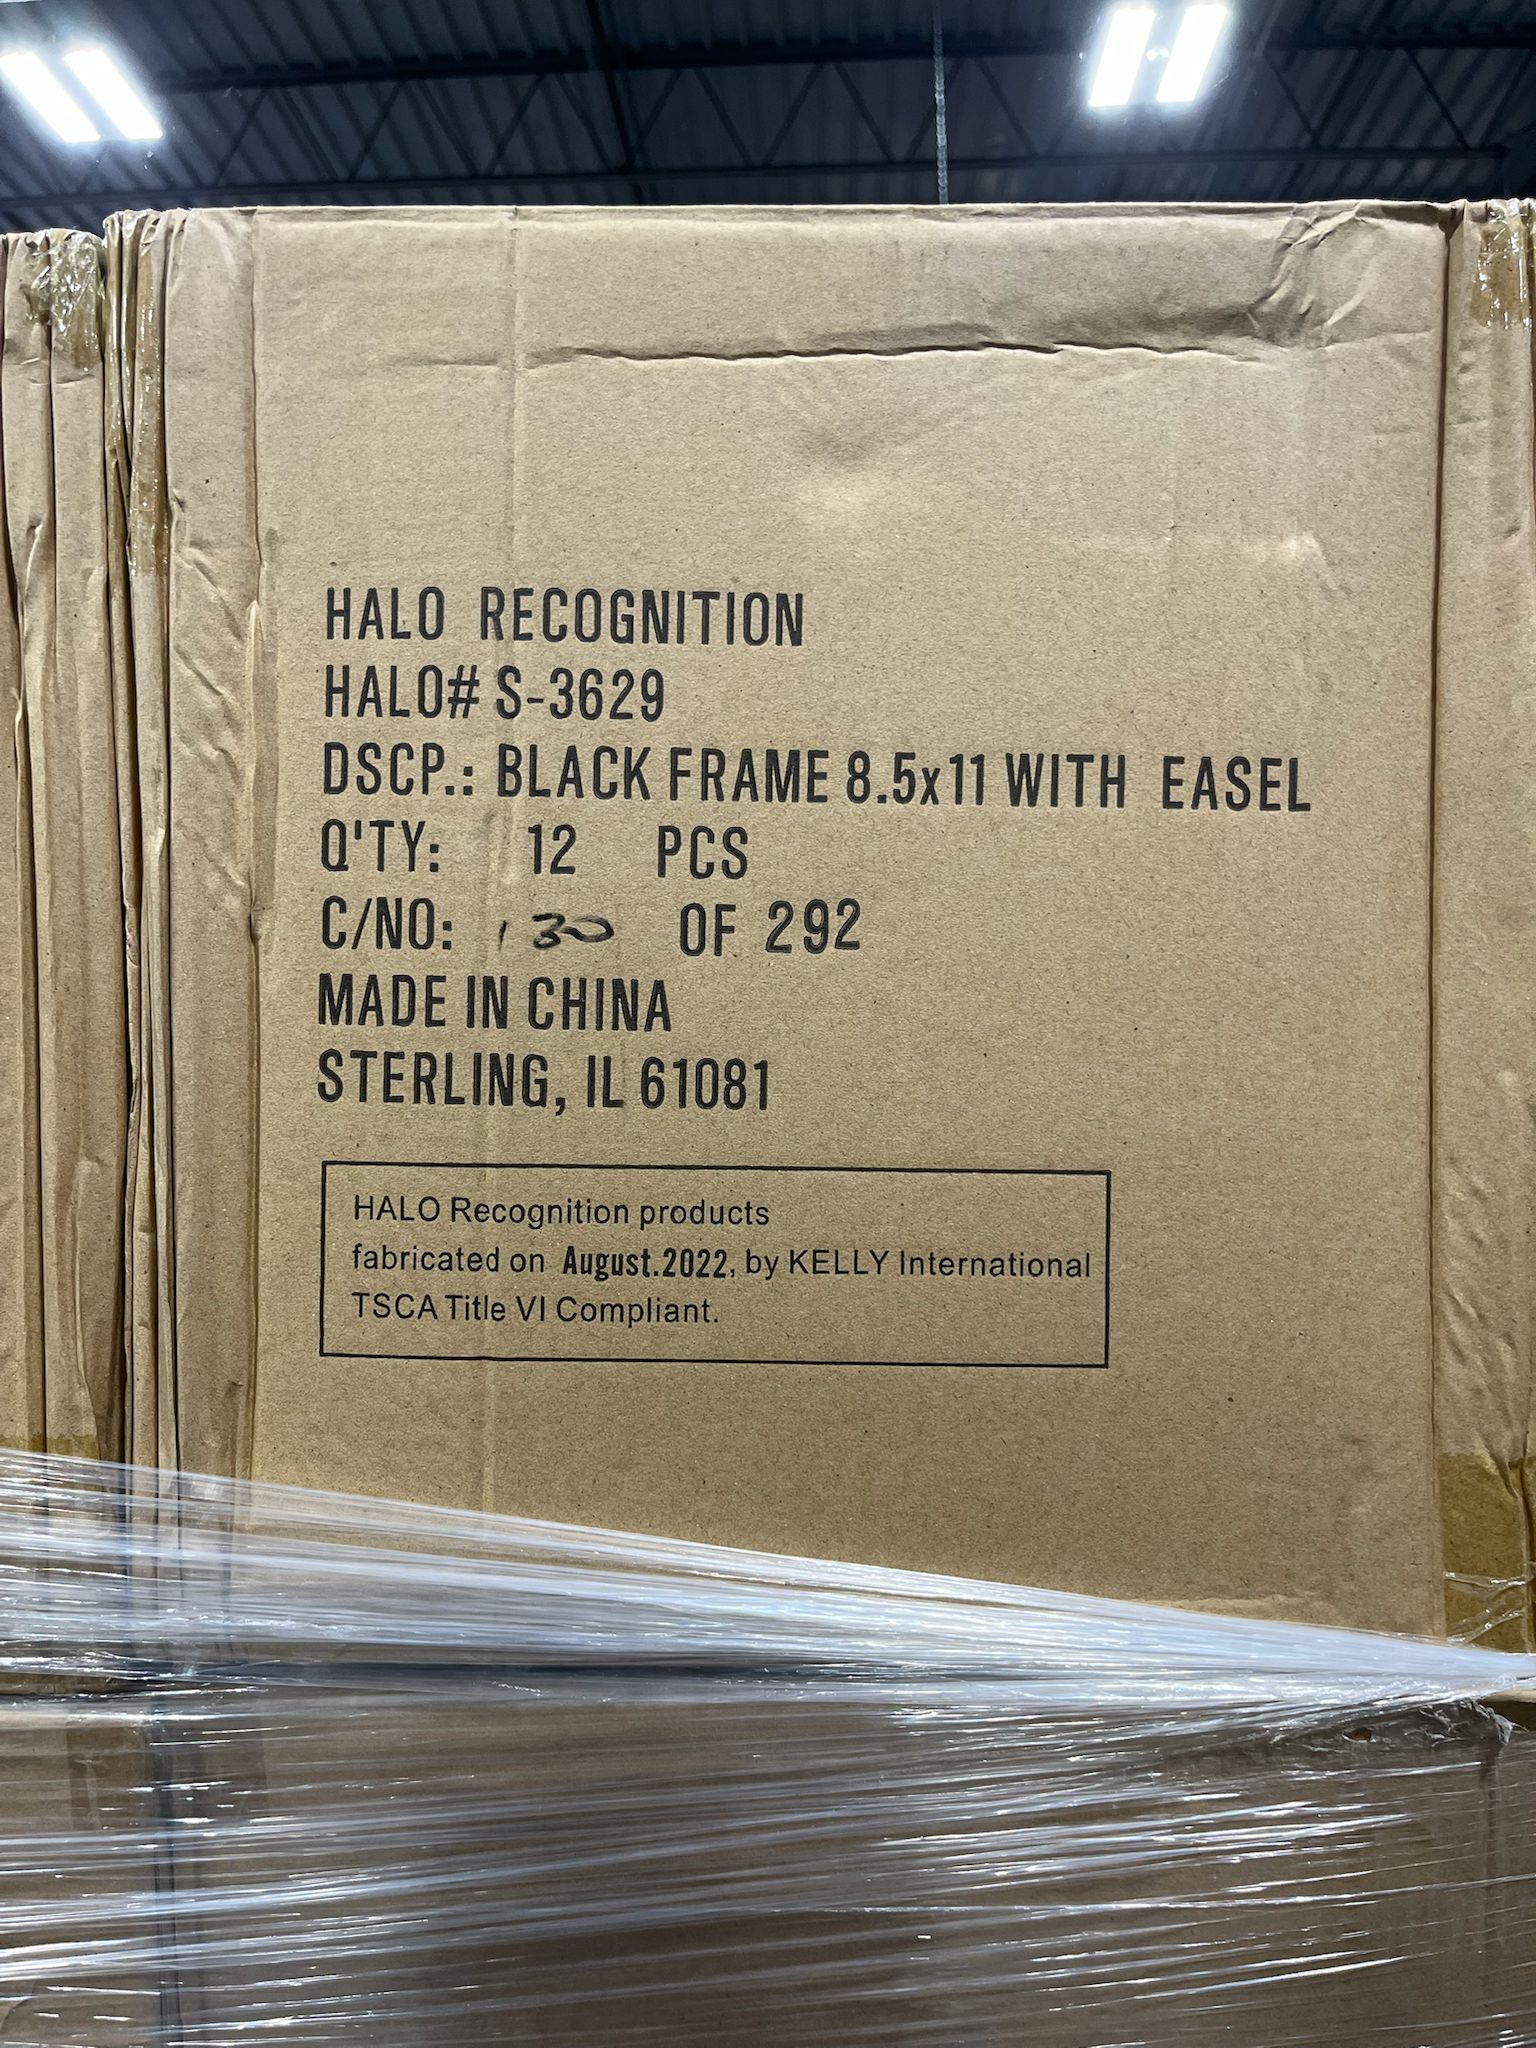 HALO RECOGNITION
HALO# S-3629
DSCP.: BLACK FRAME 8.5x11 WITH EASEL
Q'TY: 12 PCS
C/NO: 130 OF 292
MADE IN CHINA
STERLING, IL 61081
HALO Recognition products
fabricated on August.2022, by KELLY International
TSCA Title VI Compliant.